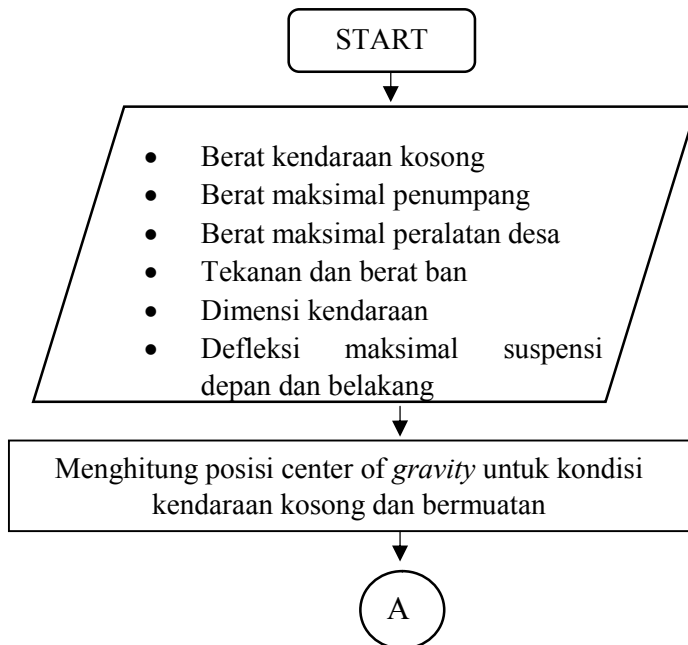 START
• Berat kendaraan kosong
• Berat maksimal penumpang
• Berat maksimal peralatan desa
• Tekanan dan berat ban
• Dimensi kendaraan
• Defleksi maksimal suspensi
depan dan belakang
Menghitung posisi center of gravity untuk kondisi
kendaraan kosong dan bermuatan
A